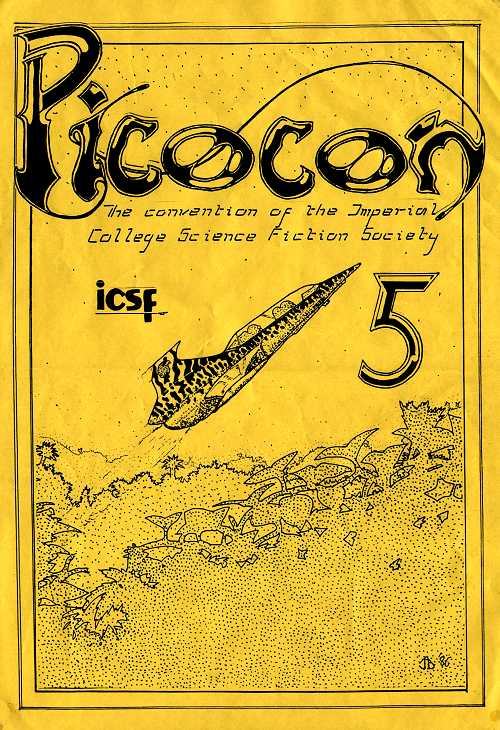 Picocon
The convention of the Imperial
College Science Fiction Society
icsf
5